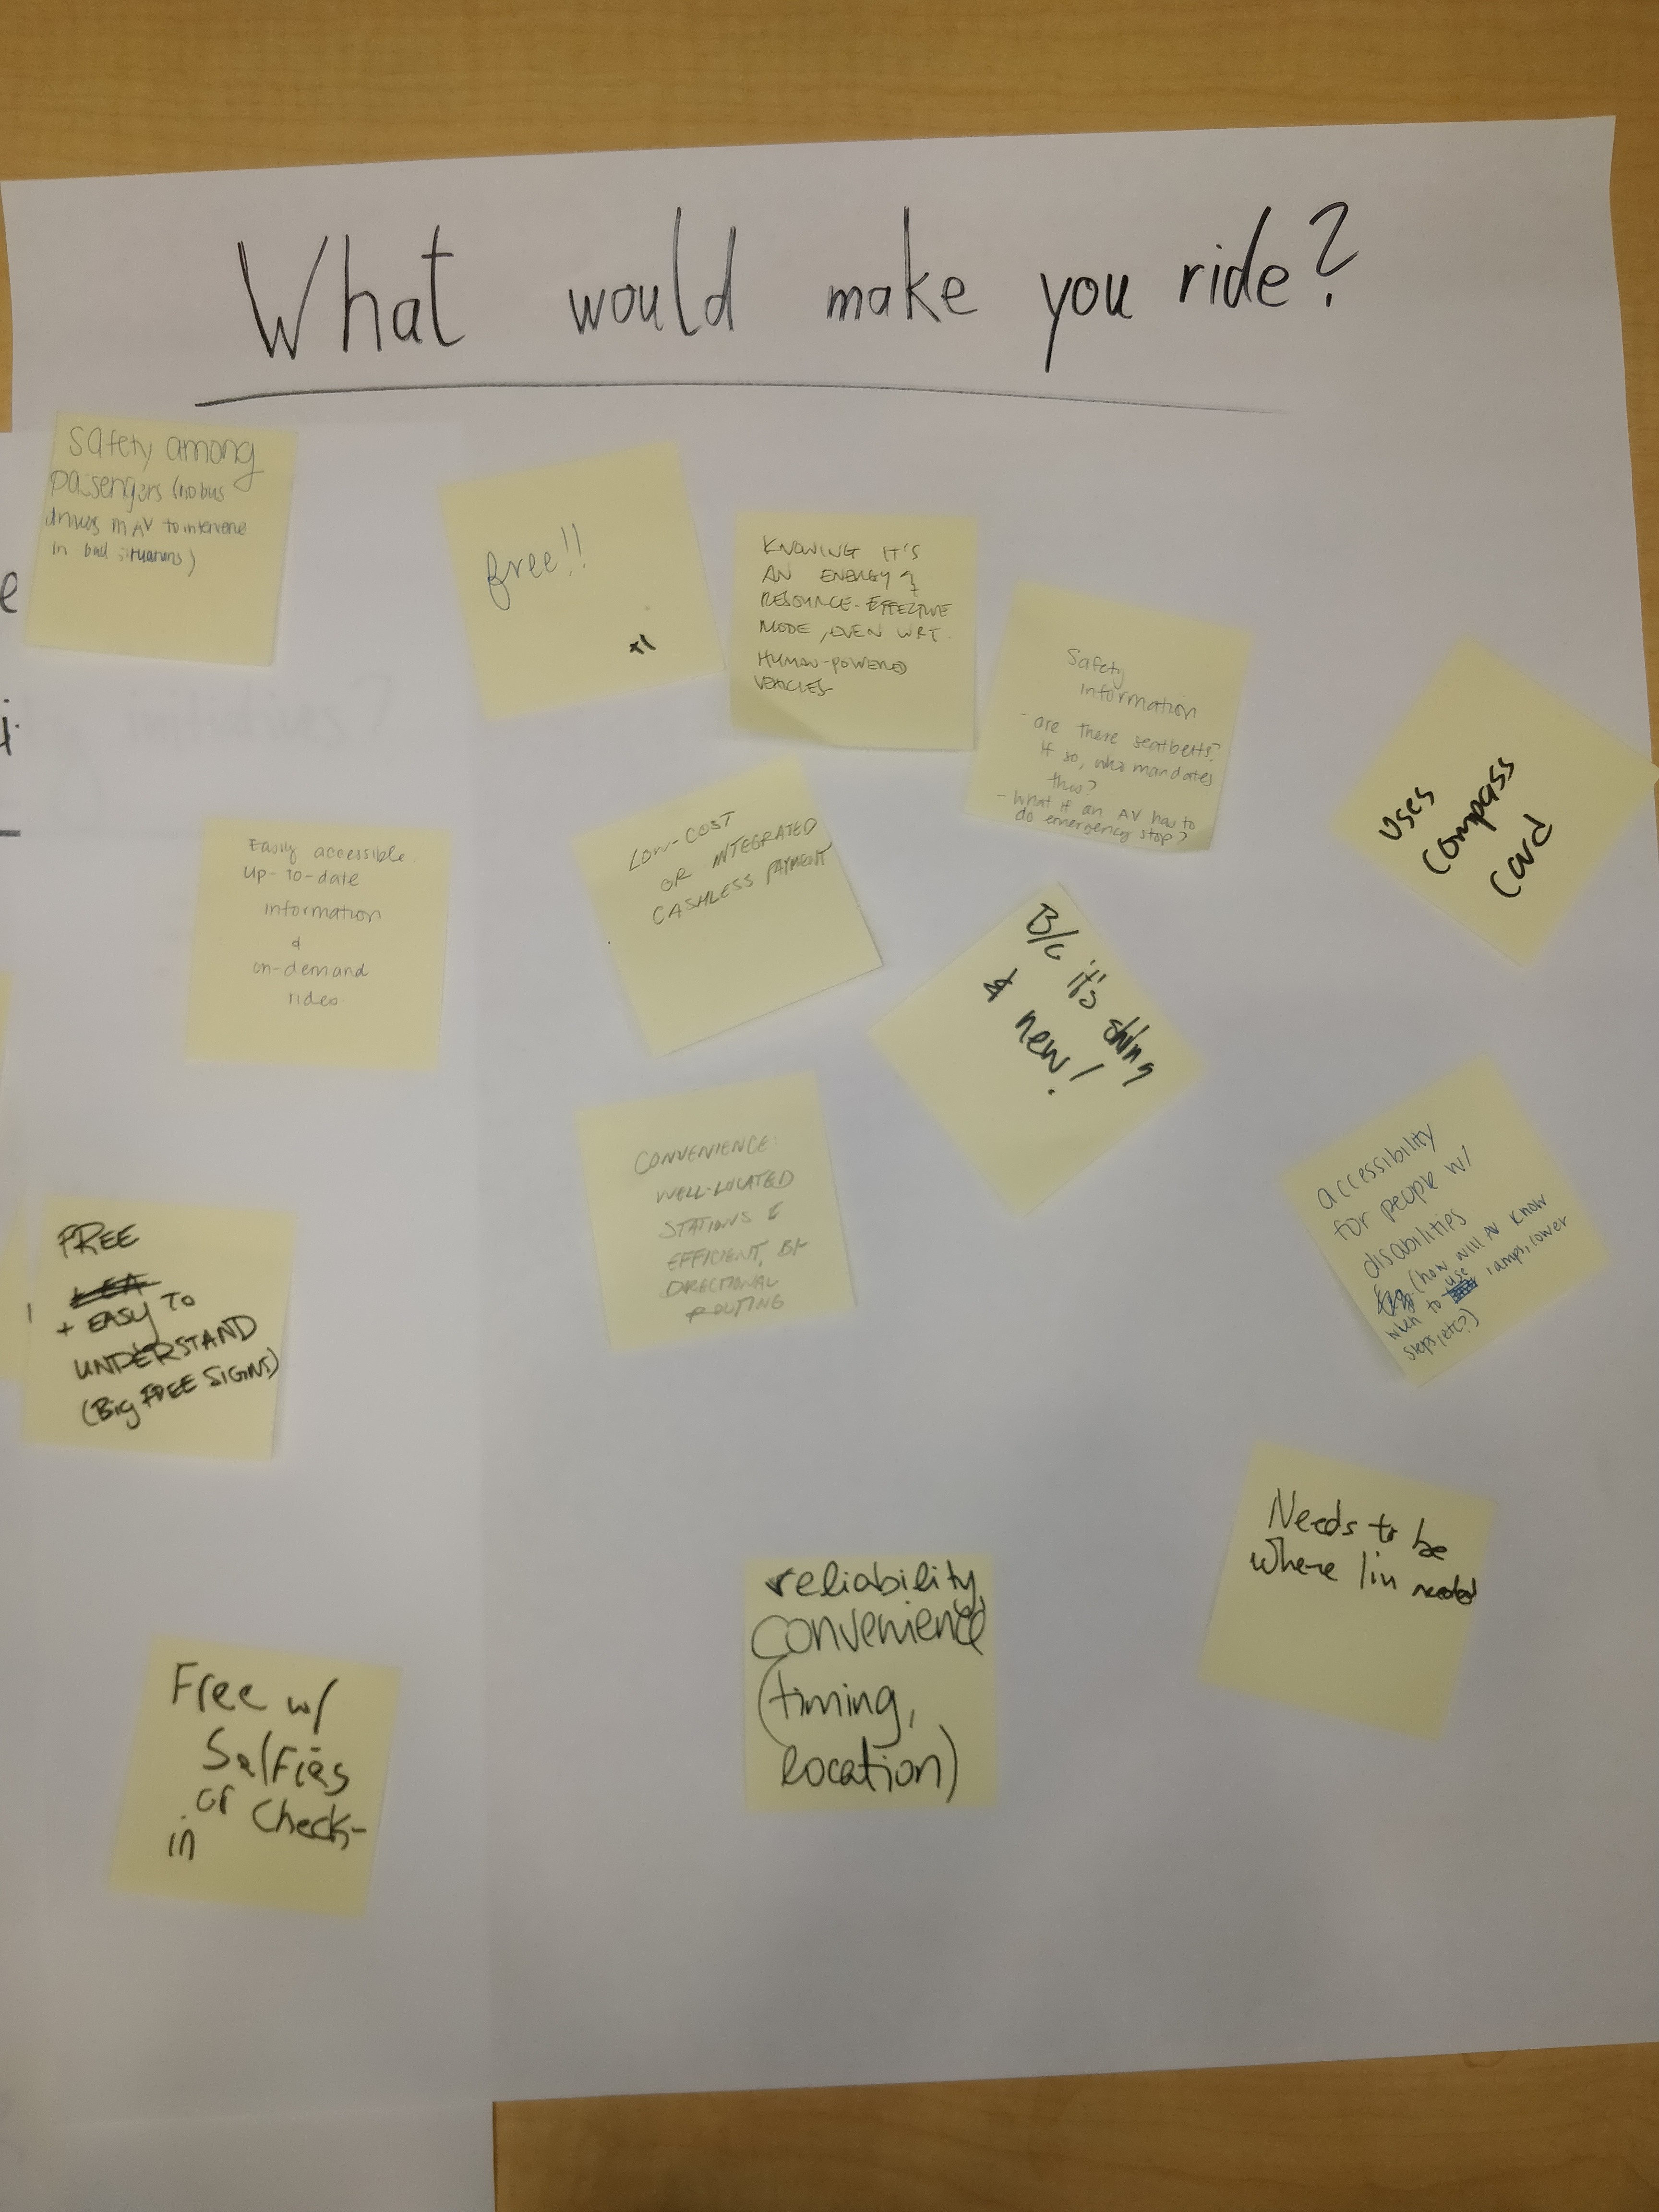 What would make you ride?
Safety among
passengers (no bus
drivers in AV to intervene
in bad situations)
free!!
+1
KNOWING IT'S
AN ENERGY &
RESOURCE-EFFECTIVE
MODE, EVEN WRT.
HUMAN-POWERED
VEHICLES
Safety
information
- are there seatbelts?
If so, who mandates
this?
- What if an AV has to
do emergency stop?
Uses
Compass
Card
initiatives?
Easily accessible
up-to-date
information
&
on-demand
rides
LOW-COST
OR INTEGRATED
CASHLESS PAYMENT
B/c it's shiny
& new!
CONVENIENCE:
WELL-LOCATED
STATIONS &
EFFICIENT, BI-
DIRECTIONAL
ROUTING
accessibility
for people w/
disabilities
(how will AV know
when to use ramps, lower
steps, etc?)
FREE
+ EASY TO
UNDERSTAND
(Big FREE SIGNS)
Needs to be
where I'm needed
reliability,
convenience
(timing,
location)
Free w/
Selfies
or Check-
in